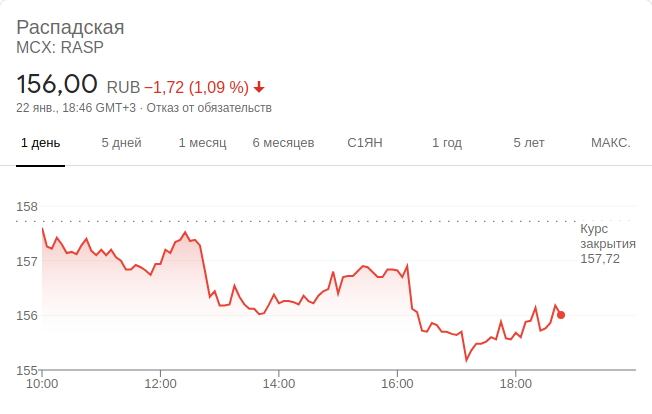 Распадская
MCX: RASP
156,00 RUB −1,72 (1,09 %)
22 янв., 18:46 GMT+3 · Отказ от обязательств
1 день 5 дней 1 месяц 6 месяцев С1ЯН 1 год 5 лет МАКС.
158
Курс
закрытия
157,72
157
156
155
10:00 12:00 14:00 16:00 18:00